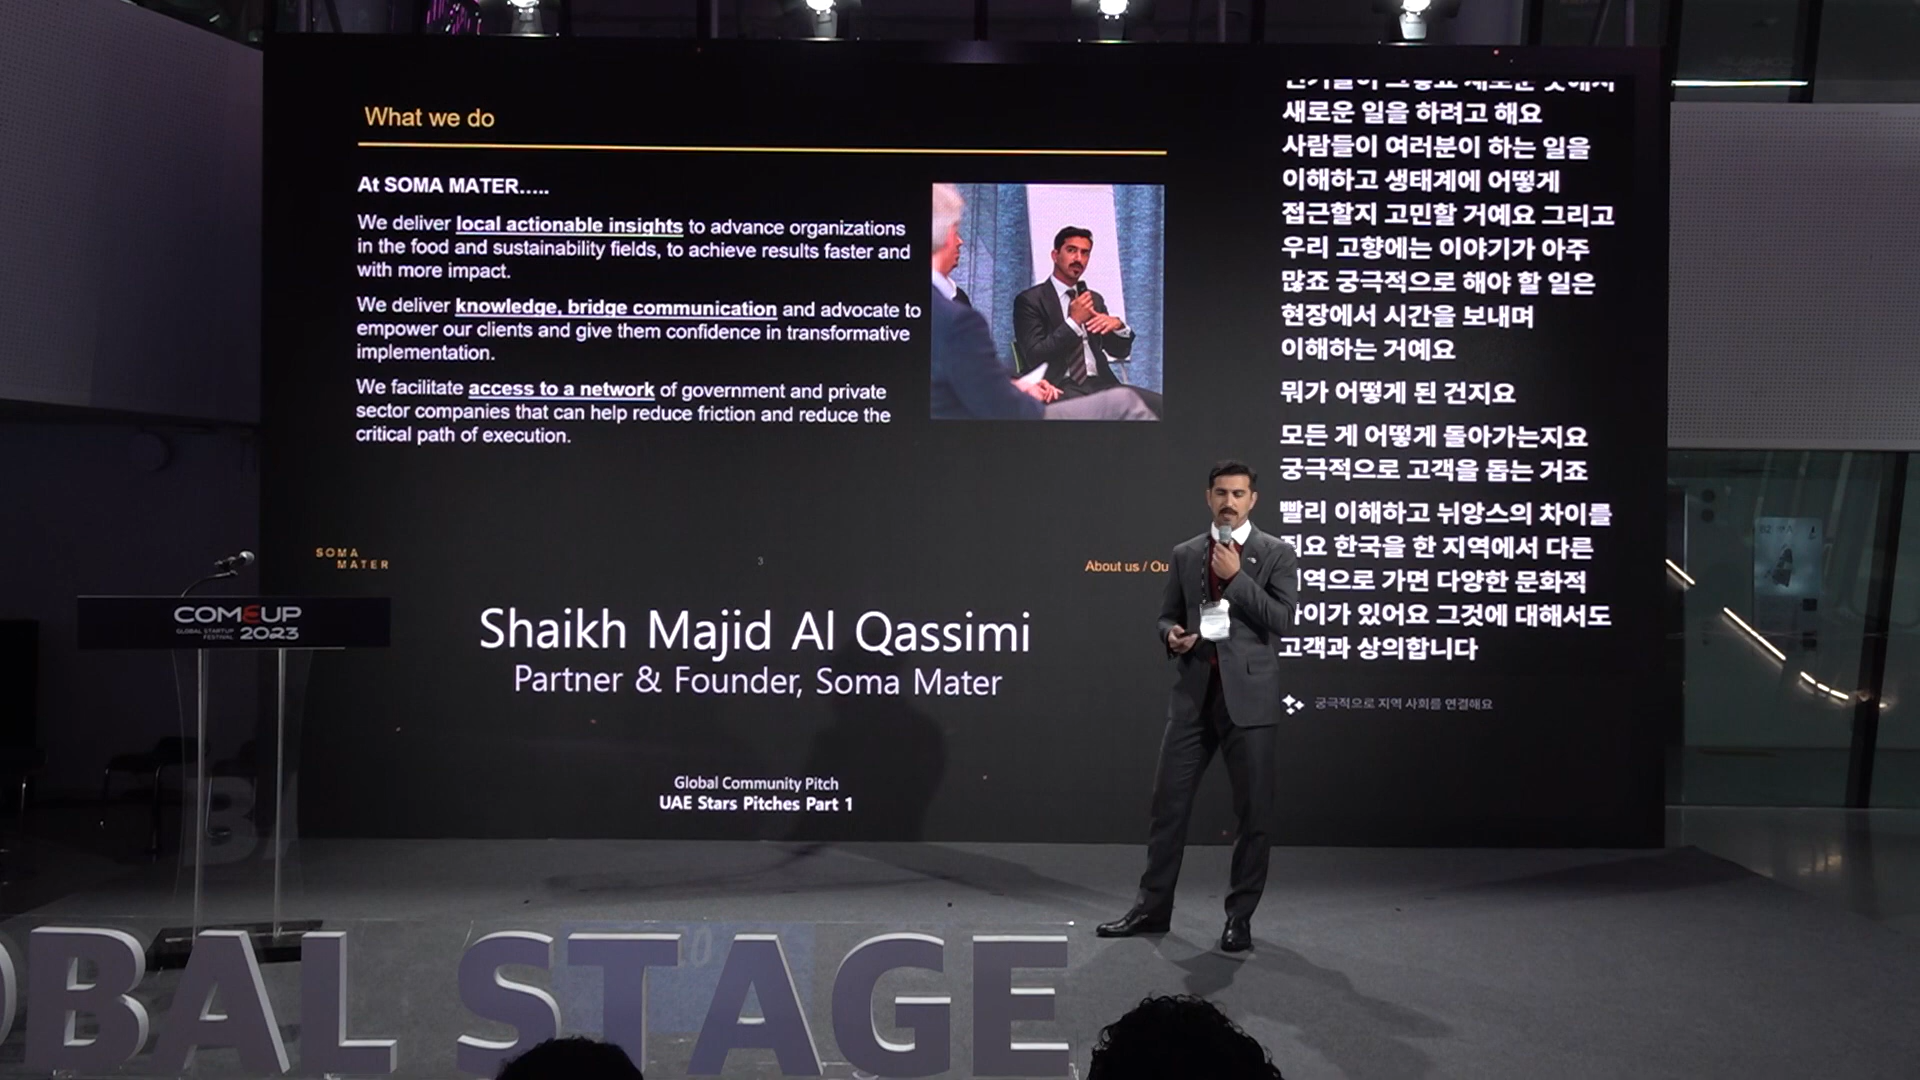 What we do
At SOMA MATER.....
We deliver local actionable insights to advance organizations
in the food and sustainability fields, to achieve results faster and
with more impact.
We deliver knowledge, bridge communication and advocate to
empower our clients and give them confidence in transformative
implementation.
We facilitate access to a network of government and private
sector companies that can help reduce friction and reduce the
critical path of execution.
SOMA
MATER
3
About us / Ou
Shaikh Majid Al Qassimi
Partner & Founder, Soma Mater
Global Community Pitch
UAE Stars Pitches Part 1
새로운 일을 하려고 해요
사람들이 여러분이 하는 일을
이해하고 생태계에 어떻게
접근할지 고민할 거예요 그리고
우리 고향에는 이야기가 아주
많죠 궁극적으로 해야 할 일은
현장에서 시간을 보내며
이해하는 거예요
뭐가 어떻게 된 건지요
모든 게 어떻게 돌아가는지요
궁극적으로 고객을 돕는 거죠
빨리 이해하고 뉘앙스의 차이를
한국을 한 지역에서 다른
가면 다양한 문화적
있어요 그것에 대해서도
고객과 상의합니다
궁극적으로 지역 사회를 연결해요
COMEUP
GLOBAL STARTUP
FESTIVAL 2023
OBAL STAGE